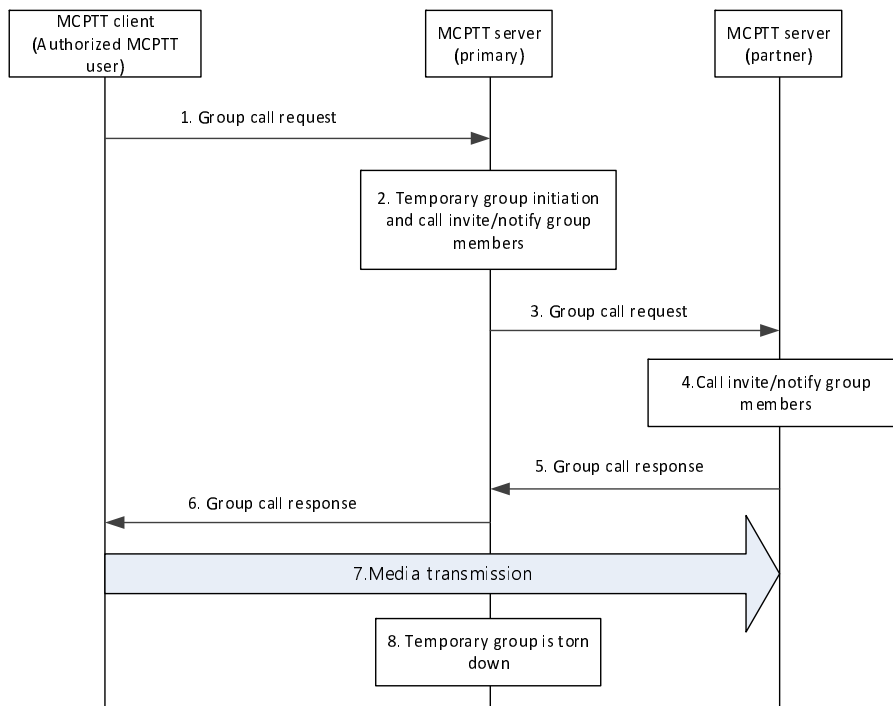 MCPTT client
(Authorized MCPTT
user)
MCPTT server
(primary)
MCPTT server
(partner)
1. Group call request
2. Temporary group initiation
and call invite/notify group
members
3. Group call request
4.Call invite/notify group
members
5. Group call response
6. Group call response
7.Media transmission
8. Temporary group is torn
down